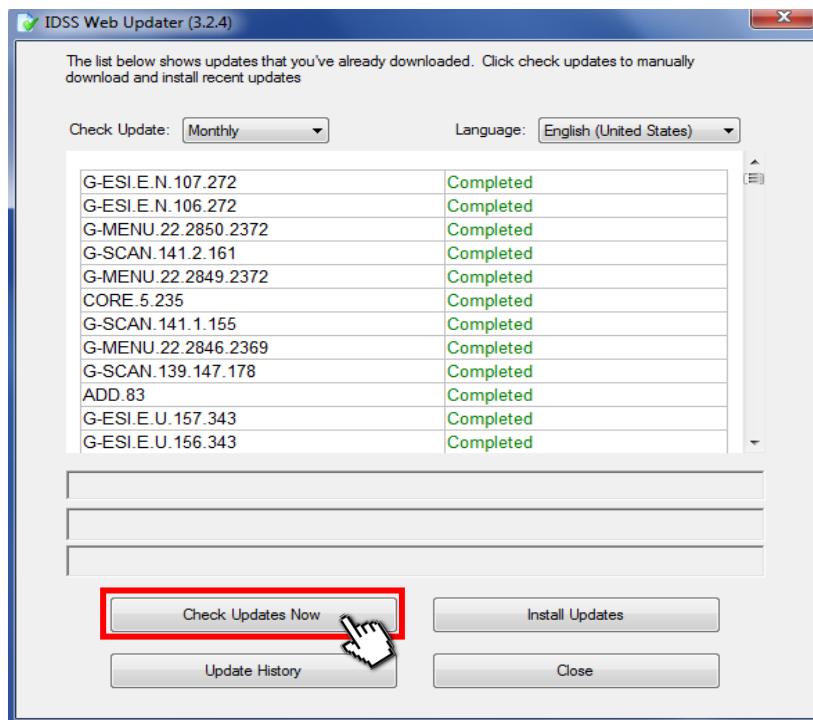 IDSS Web Updater (3.2.4)
The list below shows updates that you've already downloaded. Click check updates to manually
download and install recent updates
Check Update: Monthly Language: English (United States)
G-ESI.E.N.107.272 Completed
G-ESI.E.N.106.272 Completed
G-MENU.22.2850.2372 Completed
G-SCAN.141.2.161 Completed
G-MENU.22.2849.2372 Completed
CORE.5.235 Completed
G-SCAN.141.1.155 Completed
G-MENU.22.2846.2369 Completed
G-SCAN.139.147.178 Completed
ADD.83 Completed
G-ESI.E.U.157.343 Completed
G-ESI.E.U.156.343 Completed
Check Updates Now Install Updates
Update History Close